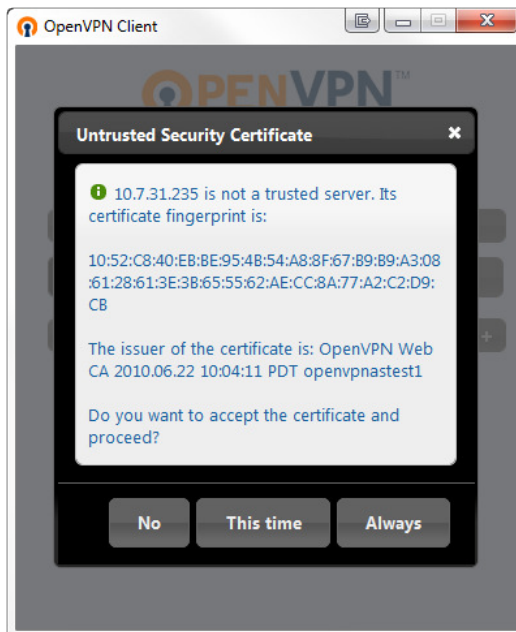 OpenVPN Client
OPENVPN™
Untrusted Security Certificate
10.7.31.235 is not a trusted server. Its
certificate fingerprint is:
10:52:C8:40:EB:BE:95:4B:54:A8:8F:67:B9:B9:A3:08
:61:28:61:3E:3B:65:55:62:AE:CC:8A:77:A2:C2:D9:
CB
The issuer of the certificate is: OpenVPN Web
CA 2010.06.22 10:04:11 PDT openvpnastest1
Do you want to accept the certificate and
proceed?
No This time Always